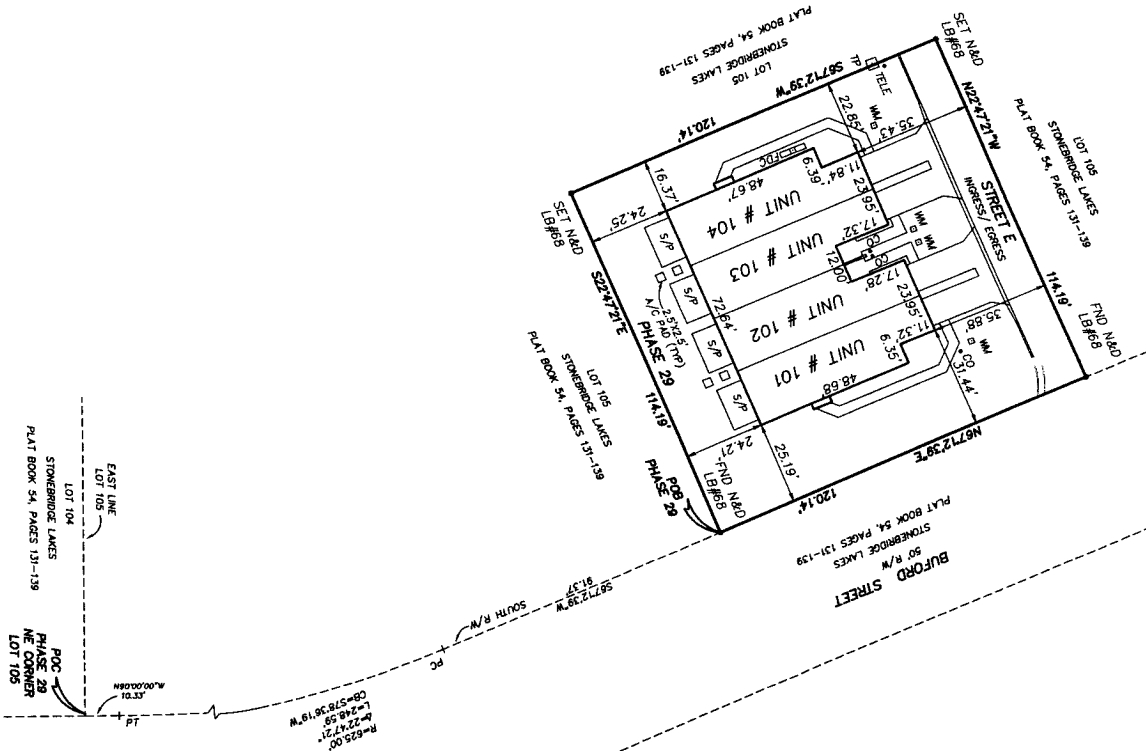 LOT 105
STONEBRIDGE LAKES
PLAT BOOK 54, PAGES 131-139
S67°12'39"W
120.14'
SET N&D
LB#68
TP
TELE
WM
22.85'
35.43'
N22°47'21"W
114.19'
LOT 105
STONEBRIDGE LAKES
PLAT BOOK 54, PAGES 131-139
STREET E
INGRESS/ EGRESS
FND N&D
LB#68
FDC
6.39'
11.84'
48.67'
16.37'
24.25'
SET N&D
LB#68
UNIT # 104
23.95'
17.32'
UNIT # 103
CO
CO
12.00'
WM
WM
17.28'
UNIT # 102
23.95'
11.32'
6.35'
UNIT # 101
48.68'
35.88'
WM
CO
31.44'
S/P
S/P
S/P
S/P
72.64'
2.5'X2.5'
A/C PAD (TYP)
S22°47'21"E
PHASE 29
114.19'
LOT 105
STONEBRIDGE LAKES
PLAT BOOK 54, PAGES 131-139
24.21'
25.19'
FND N&D
LB#68
POB
PHASE 29
N67°12'39"E
120.14'
PLAT BOOK 54, PAGES 131-139
STONEBRIDGE LAKES
50' R/W
BUFORD STREET
S67°12'39"W
91.37'
SOUTH R/W
PC
R=625.00'
Δ=22°47'21"
L=248.59'
CB=S78°36'19"W
EAST LINE
LOT 105
LOT 104
STONEBRIDGE LAKES
PLAT BOOK 54, PAGES 131-139
POC
PHASE 29
NE CORNER
LOT 105
N90°00'00"W
10.33'
PT